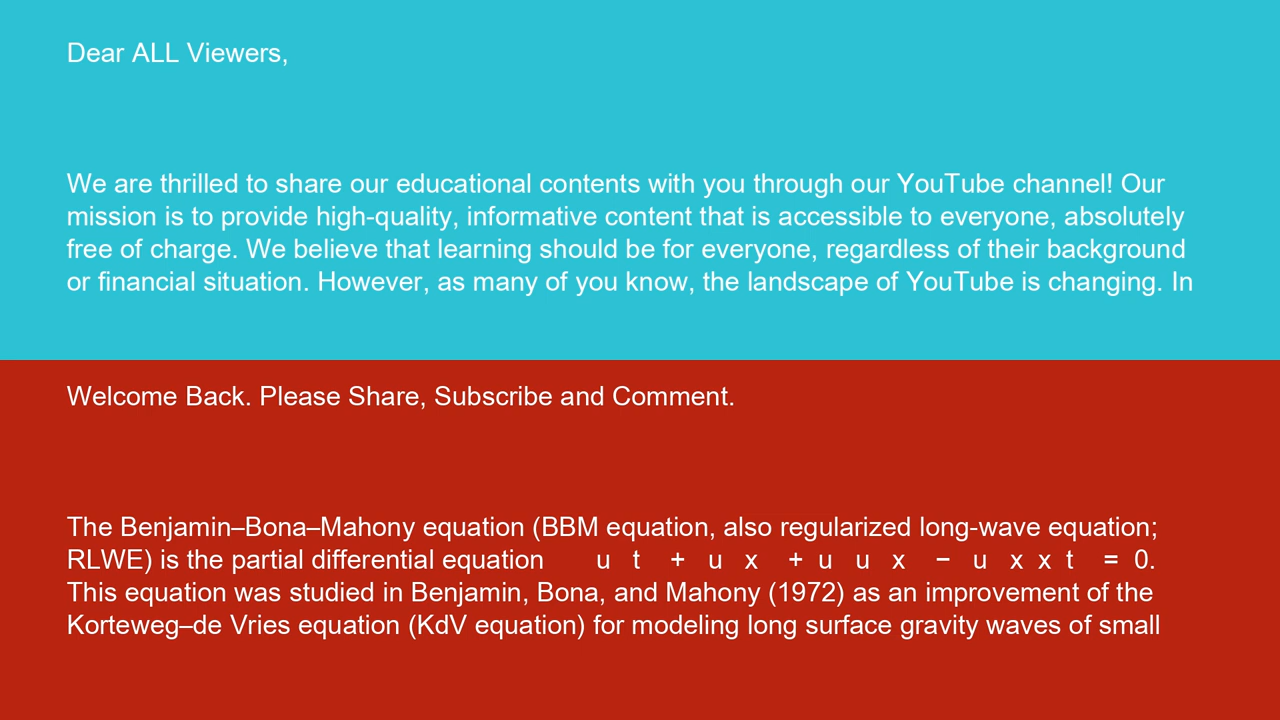 Dear ALL Viewers,
We are thrilled to share our educational contents with you through our YouTube channel! Our
mission is to provide high-quality, informative content that is accessible to everyone, absolutely
free of charge. We believe that learning should be for everyone, regardless of their background
or financial situation. However, as many of you know, the landscape of YouTube is changing. In
Welcome Back. Please Share, Subscribe and Comment.
The Benjamin–Bona–Mahony equation (BBM equation, also regularized long-wave equation;
RLWE) is the partial differential equation u t + u x + u u x − u x x t = 0.
This equation was studied in Benjamin, Bona, and Mahony (1972) as an improvement of the
Korteweg–de Vries equation (KdV equation) for modeling long surface gravity waves of small